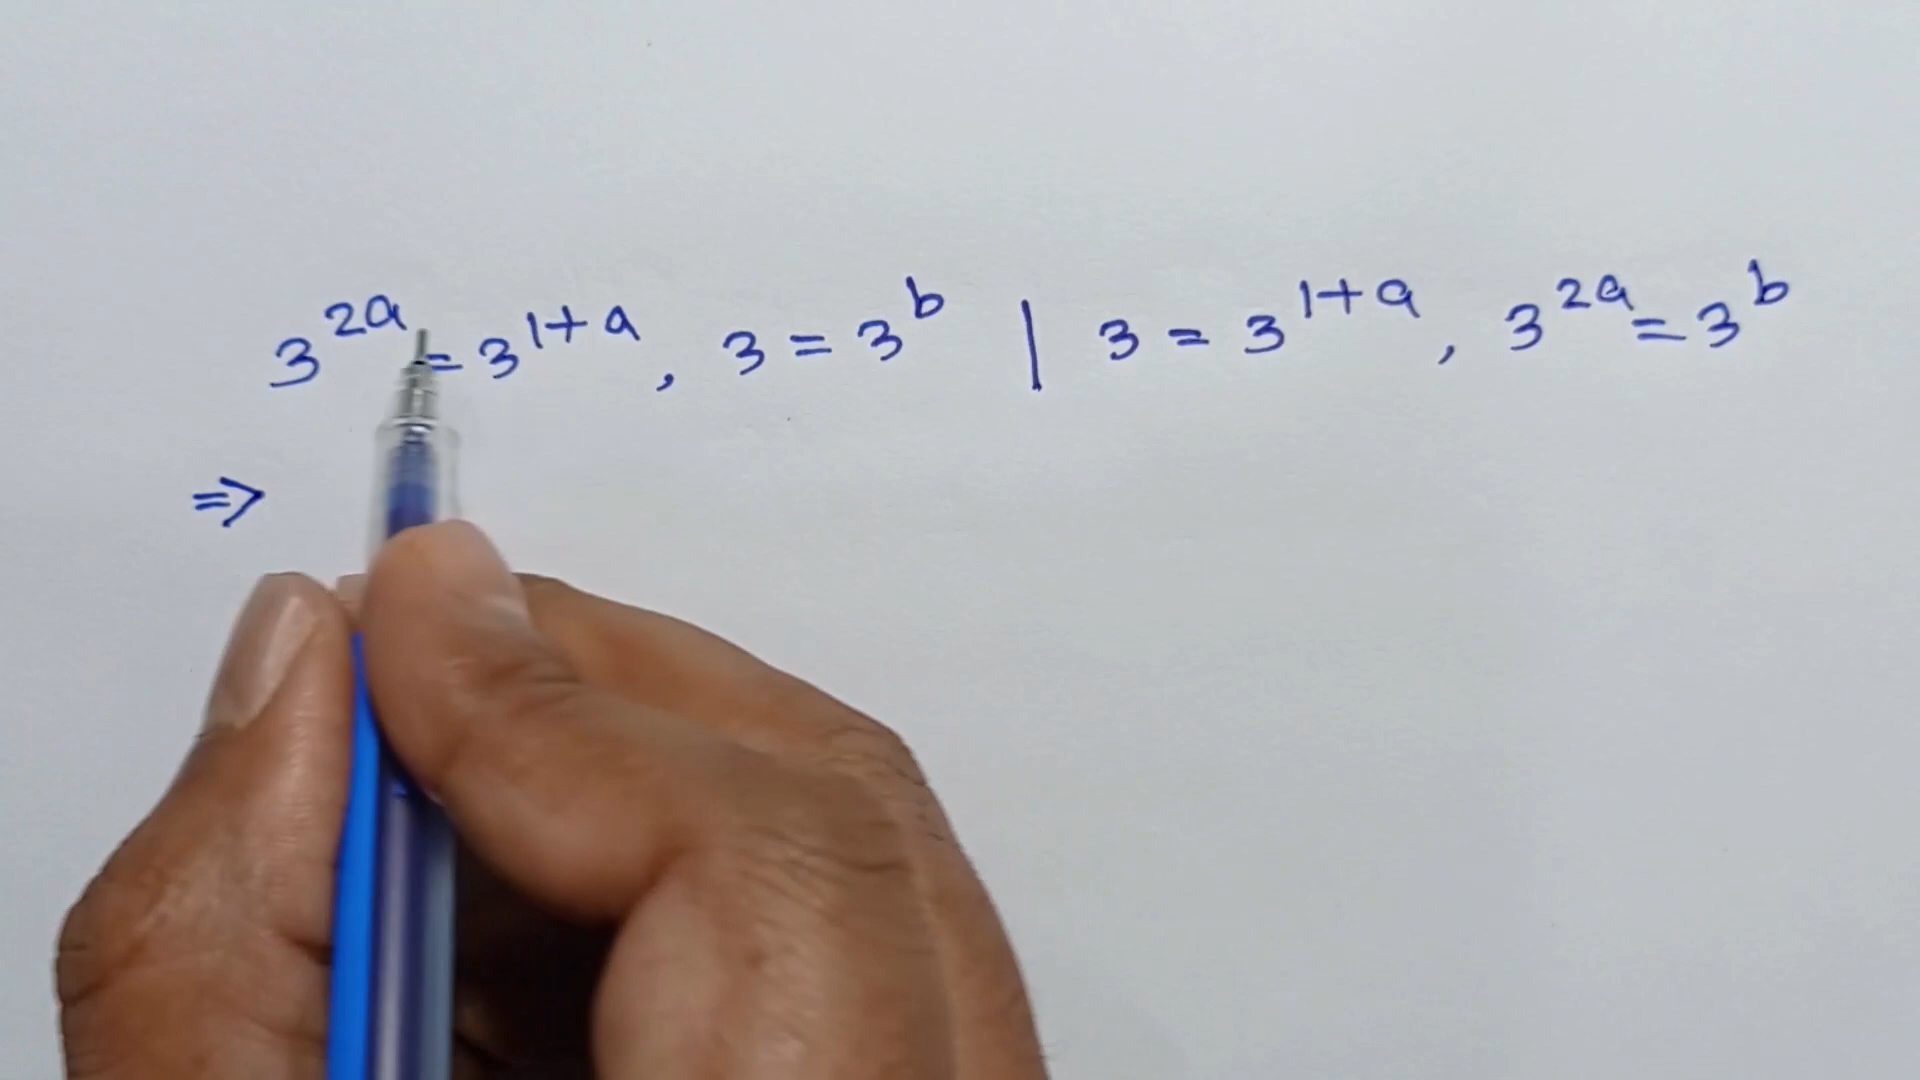 3^{2a} = 3^{1+a}, 3 = 3^b | 3 = 3^{1+a}, 3^{2a} = 3^b
⇒